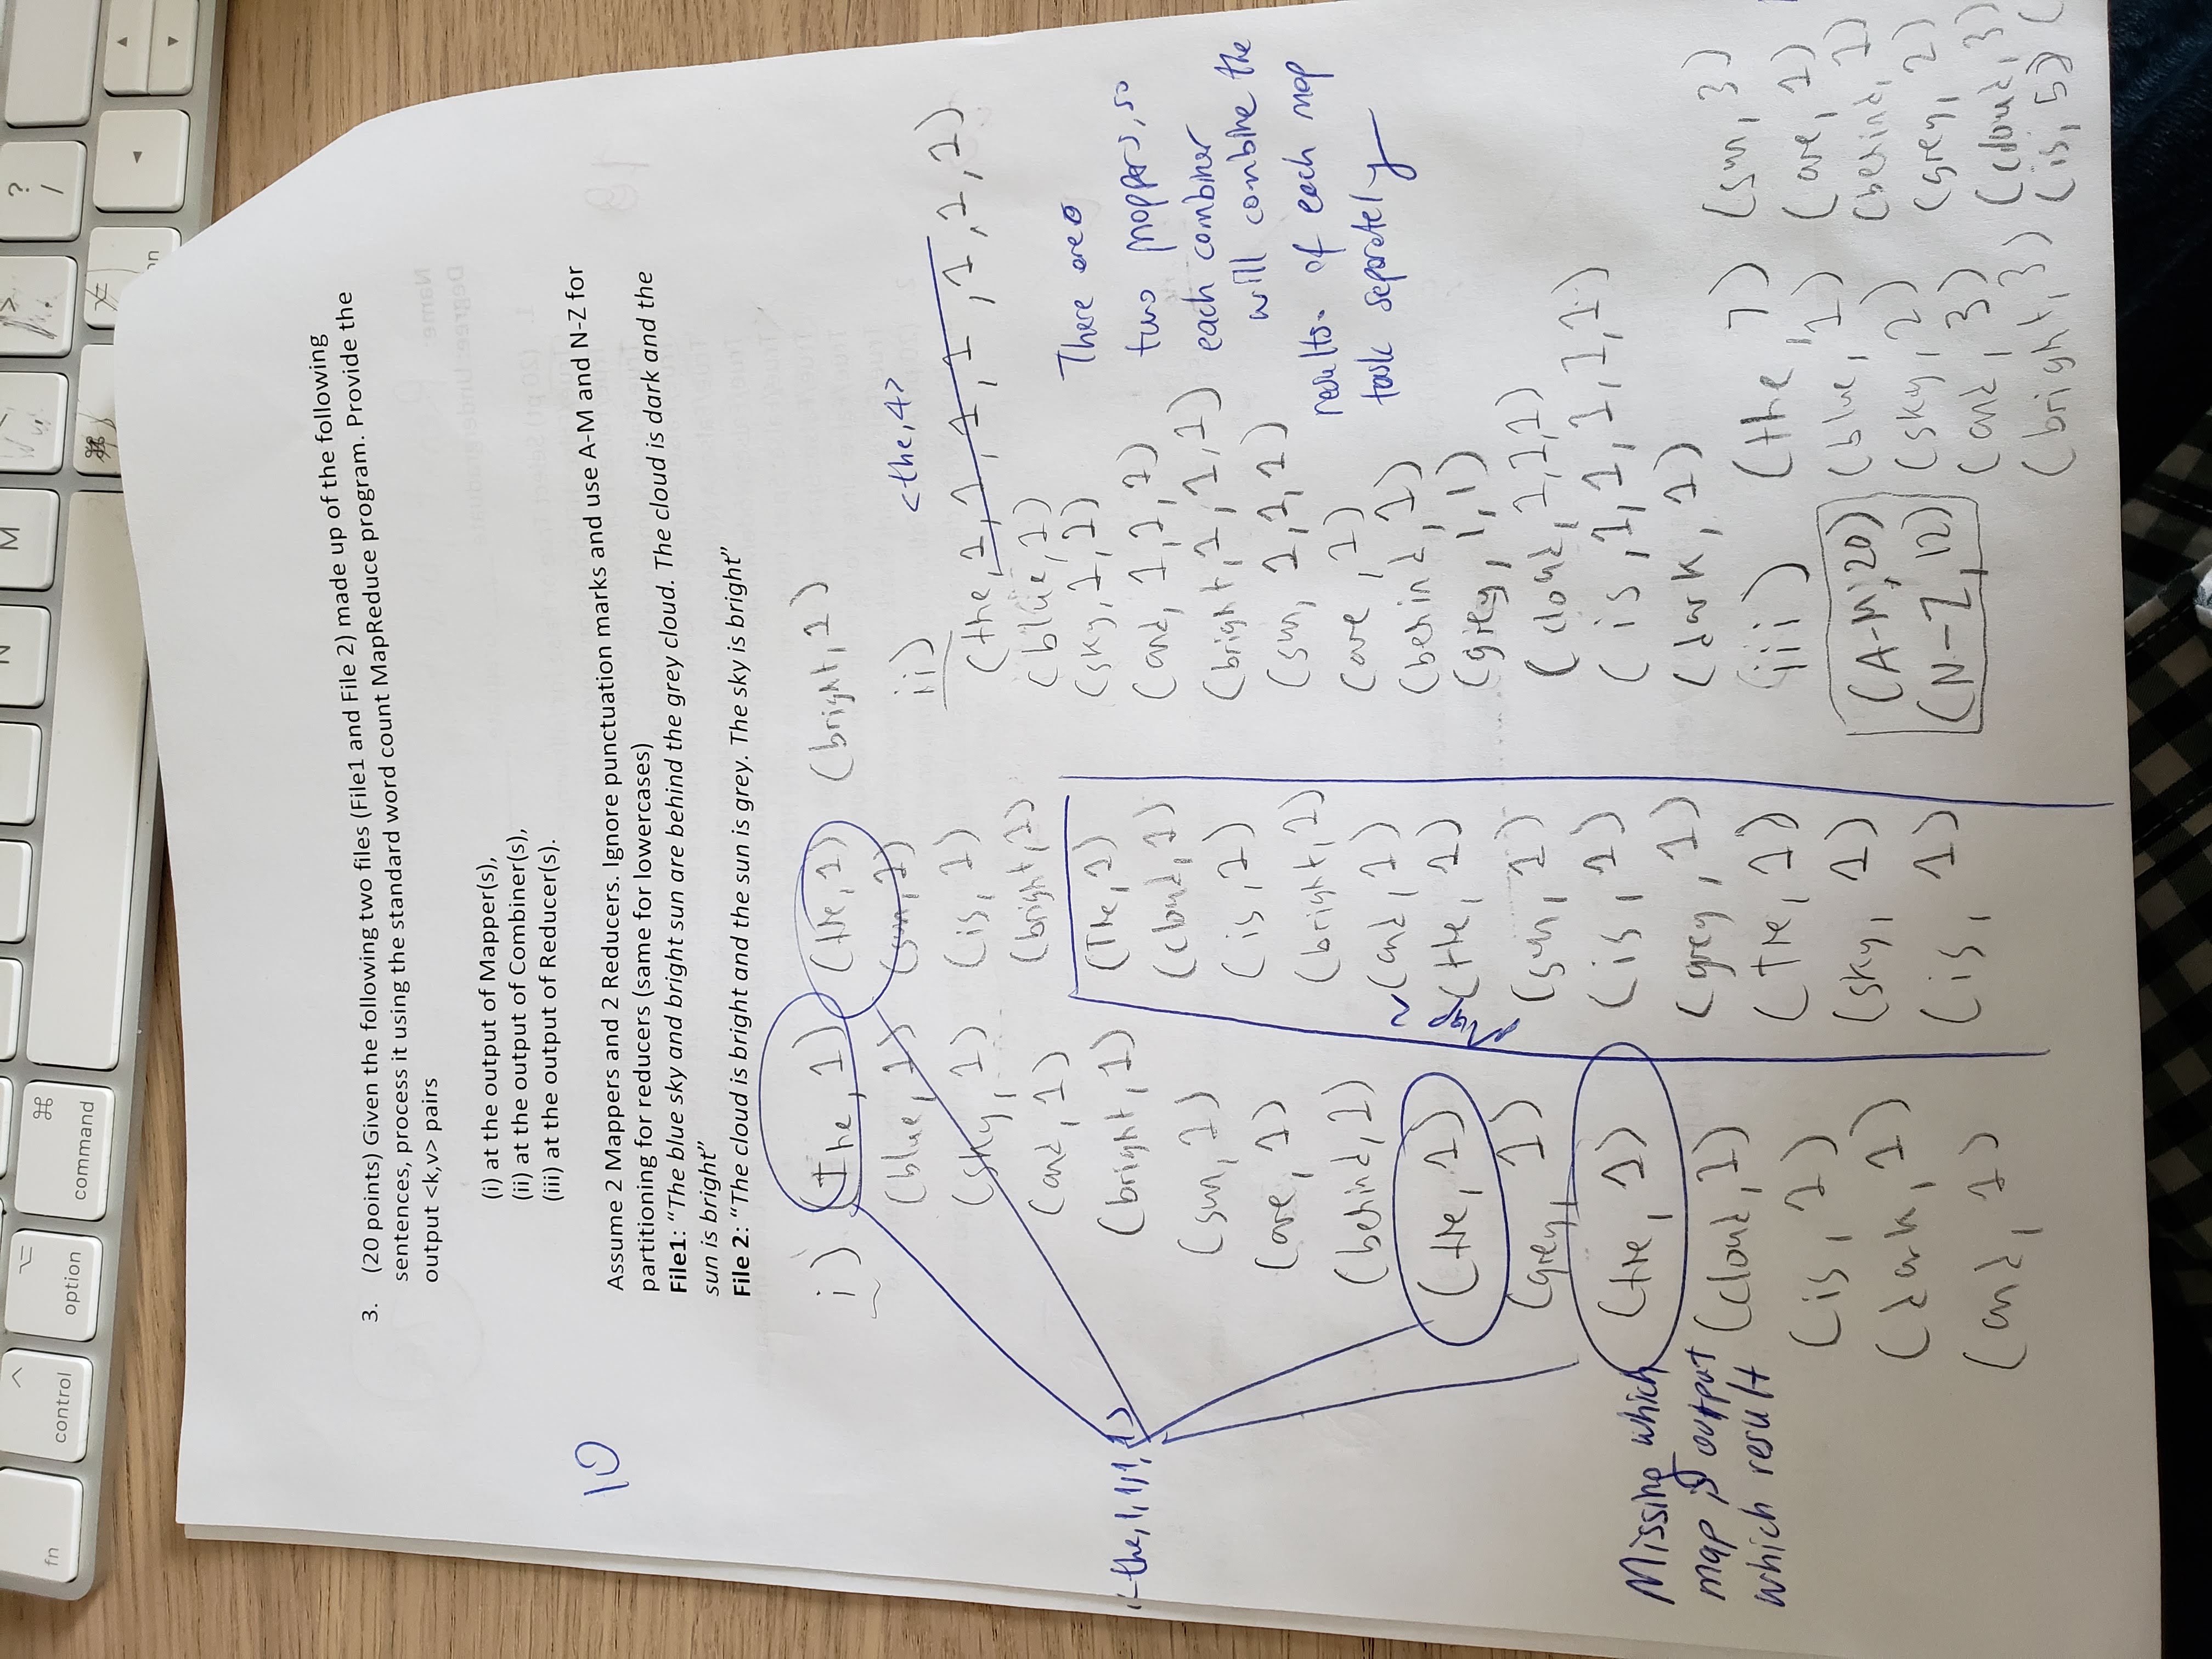 fn
control
option
command
N
M
?
/
3. (20 points) Given the following two files (File1 and File 2) made up of the following
sentences, process it using the standard word count MapReduce program. Provide the
output <k,v> pairs
(i) at the output of Mapper(s),
(ii) at the output of Combiner(s),
(iii) at the output of Reducer(s).
10
Assume 2 Mappers and 2 Reducers. Ignore punctuation marks and use A-M and N-Z for
partitioning for reducers (same for lowercases)
File1: “The blue sky and bright sun are behind the grey cloud. The cloud is dark and the
sun is bright”
File 2: “The cloud is bright and the sun is grey. The sky is bright”
i)
(The, 1)
(blue, 1)
(sky, 1)
(and, 1)
(bright, 1)
(sun, 1)
(are, 1)
(behind, 1)
(the, 1)
(grey, 1)
(the, 1)
(cloud, 1)
(is, 1)
(dark, 1)
(and, 1)
<the,1,1,1,1>
Missing which
map is output
which result
(the, 1)
(sun, 1)
(is, 1)
(bright, 1)
Map 2
(The, 1)
(cloud, 1)
(is, 1)
(bright, 1)
(and, 1)
(the, 1)
(sun, 1)
(is, 1)
(grey, 1)
(The, 1)
(sky, 1)
(is, 1)
(bright, 1)
ii)
<the,4>
(the, 1, 1, 1, 1, 1, 1, 1)
(blue, 1)
(sky, 1, 1)
(and, 1, 1, 1)
(bright, 1, 1, 1)
(sun, 1, 1, 1)
(are, 1)
(behind, 1)
(grey, 1, 1)
(cloud, 1, 1, 1)
(is, 1, 1, 1, 1, 1)
(dark, 1)
There are
two mappers, so
each combiner
will combine the
results of each map
task seperately
iii)
(A-M, 20)
(N-Z, 12)
(the, 7)
(blue, 1)
(sky, 2)
(and, 3)
(bright, 3)
(sun, 3)
(are, 1)
(behind, 1)
(grey, 2)
(cloud, 3)
(is, 5)
(